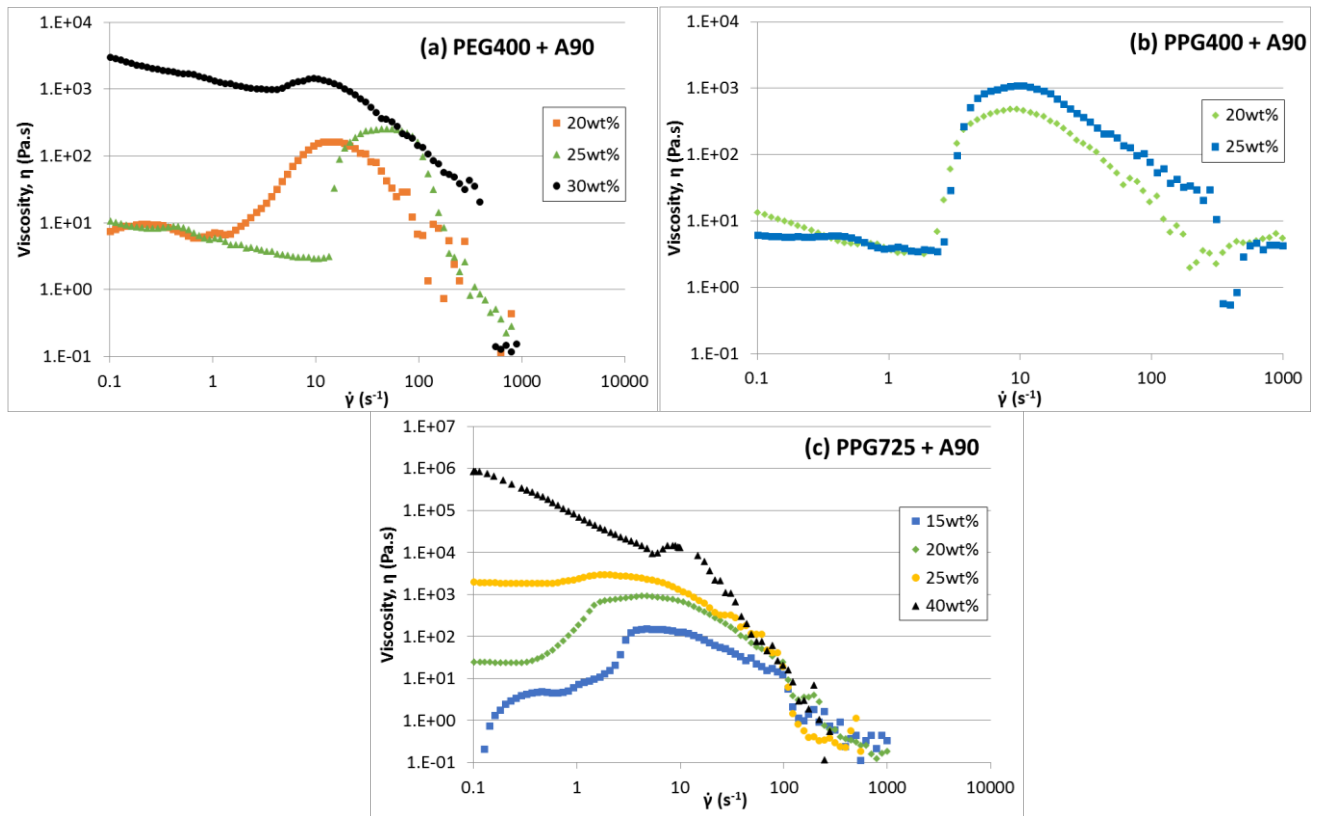 (a) PEG400 + A90
1.E+05
1.E+04
1.E+03
1.E+02
1.E+01
1.E+00
1.E-01
Viscosity, η (Pa.s)
20wt%
25wt%
30wt%
0.1 1 10 100 1000 10000
γ̇ (s⁻¹)
(b) PPG400 + A90
1.E+04
1.E+03
1.E+02
1.E+01
1.E+00
1.E-01
Viscosity, η (Pa.s)
20wt%
25wt%
0.1 1 10 100 1000
γ̇ (s⁻¹)
(c) PPG725 + A90
1.E+07
1.E+06
1.E+05
1.E+04
1.E+03
1.E+02
1.E+01
1.E+00
1.E-01
Viscosity, η (Pa.s)
15wt%
20wt%
25wt%
40wt%
0.1 1 10 100 1000 10000
γ̇ (s⁻¹)